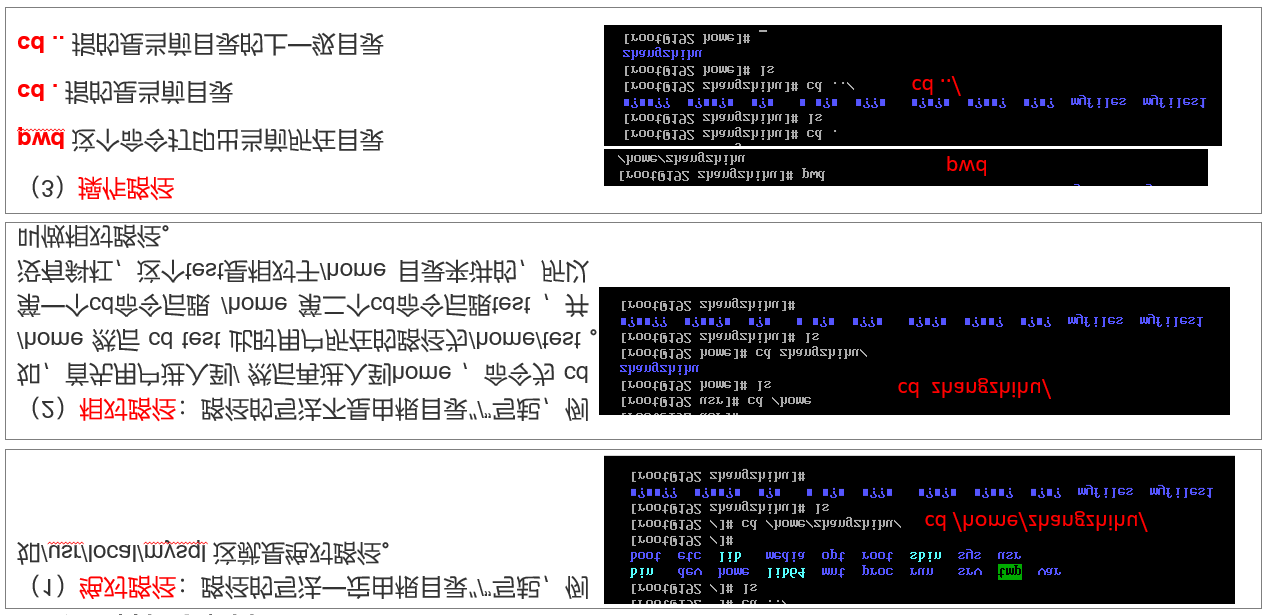 （1）绝对路径：路径的写法一定由根目录“/”写起，例
如/usr/local/mysql 这就是绝对路径。
[root@192 /]# ls
bin dev home lib64 mnt proc run srv tmp var
boot etc lib media opt root sbin sys usr
[root@192 /]#
[root@192 /]# cd /home/zhangzhihu/
cd /home/zhangzhihu/
[root@192 zhangzhihu]# ls
myfiles myfiles1
[root@192 zhangzhihu]#
（2）相对路径：路径的写法不是由根目录“/”写起，例
如，首先用户进入到/ 然后再进入到home ，命令为 cd
/home 然后 cd test 此时用户所在的路径为/home/test 。
第一个cd命令后跟 /home 第二个cd命令后跟test ，并
没有斜杠，这个test是相对于/home 目录来讲的，所以
叫做相对路径。
[root@192 usr]# cd /home
[root@192 home]# ls
zhangzhihu
[root@192 home]# cd zhangzhihu/
cd zhangzhihu/
[root@192 zhangzhihu]# ls
myfiles myfiles1
[root@192 zhangzhihu]#
（3）操作路径
pwd 这个命令打印出当前所在目录
cd . 指的是当前目录
cd .. 指的是当前目录的上一级目录
[root@192 zhangzhihu]# pwd
/home/zhangzhihu
pwd
[root@192 zhangzhihu]# cd .
[root@192 zhangzhihu]# ls
myfiles myfiles1
[root@192 zhangzhihu]# cd ../
cd ../
[root@192 home]# ls
zhangzhihu
[root@192 home]#